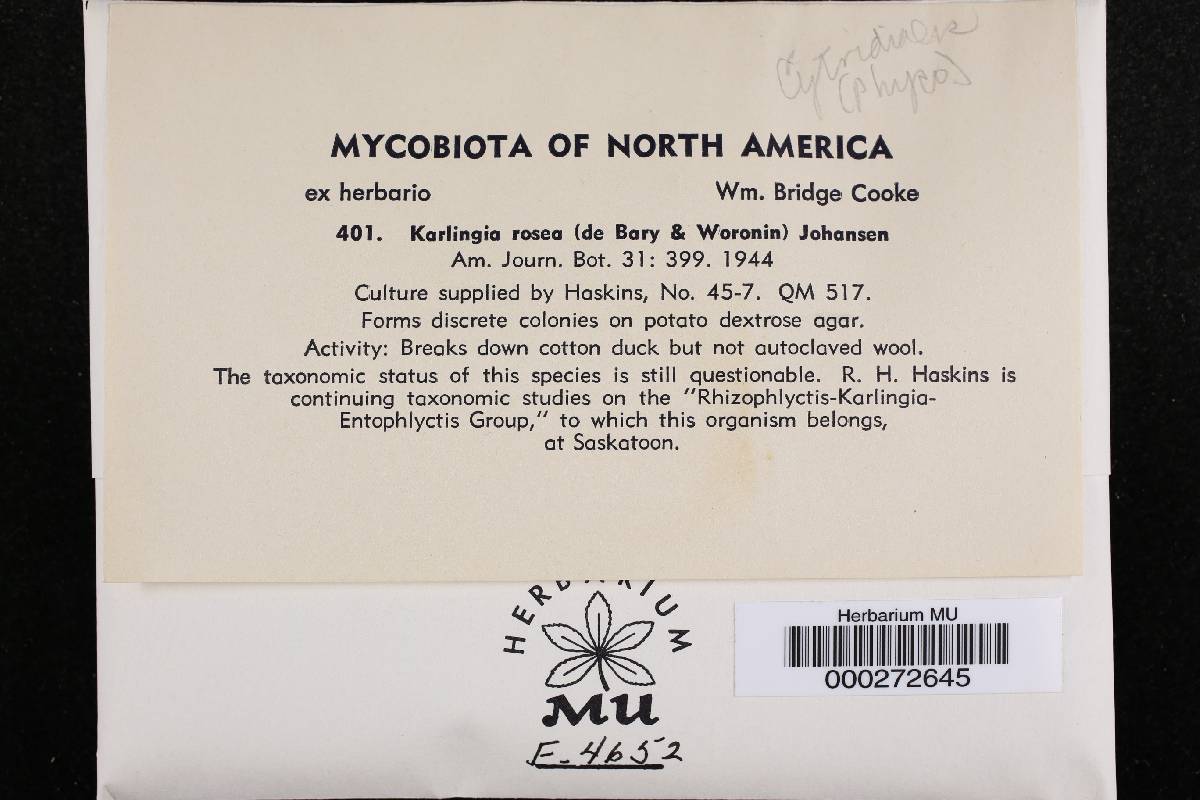 Cytridiales
(phyco)
MYCOBIOTA OF NORTH AMERICA
ex herbario Wm. Bridge Cooke
401. Karlingia rosea (de Bary & Woronin) Johansen
Am. Journ. Bot. 31: 399. 1944
Culture supplied by Haskins, No. 45-7. QM 517.
Forms discrete colonies on potato dextrose agar.
Activity: Breaks down cotton duck but not autoclaved wool.
The taxonomic status of this species is still questionable. R. H. Haskins is
continuing taxonomic studies on the "Rhizophlyctis-Karlingia-
Entophlyctis Group," to which this organism belongs,
at Saskatoon.
HERBARIUM
MU
F-4652
Herbarium MU
000272645